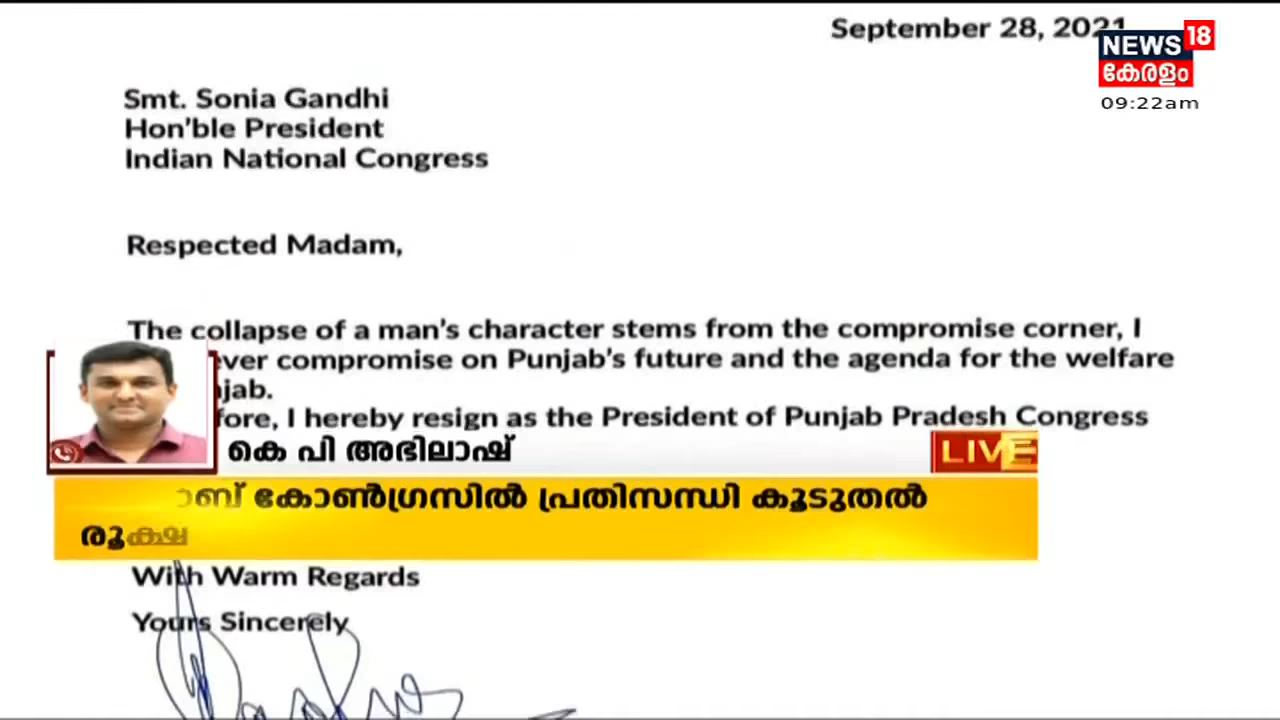 September 28, 2021
NEWS 18
കേരളം
09:22am
Smt. Sonia Gandhi
Hon'ble President
Indian National Congress
Respected Madam,
The collapse of a man's character stems from the compromise corner, I
compromise on Punjab's future and the agenda for the welfare
I hereby resign as the President of Punjab Pradesh Congress
കെ പി അഭിലാഷ്
LIVE
കോൺഗ്രസിൽ പ്രതിസന്ധി കൂടുതൽ
രൂക്ഷ
With Warm Regards
Yours Sincerely